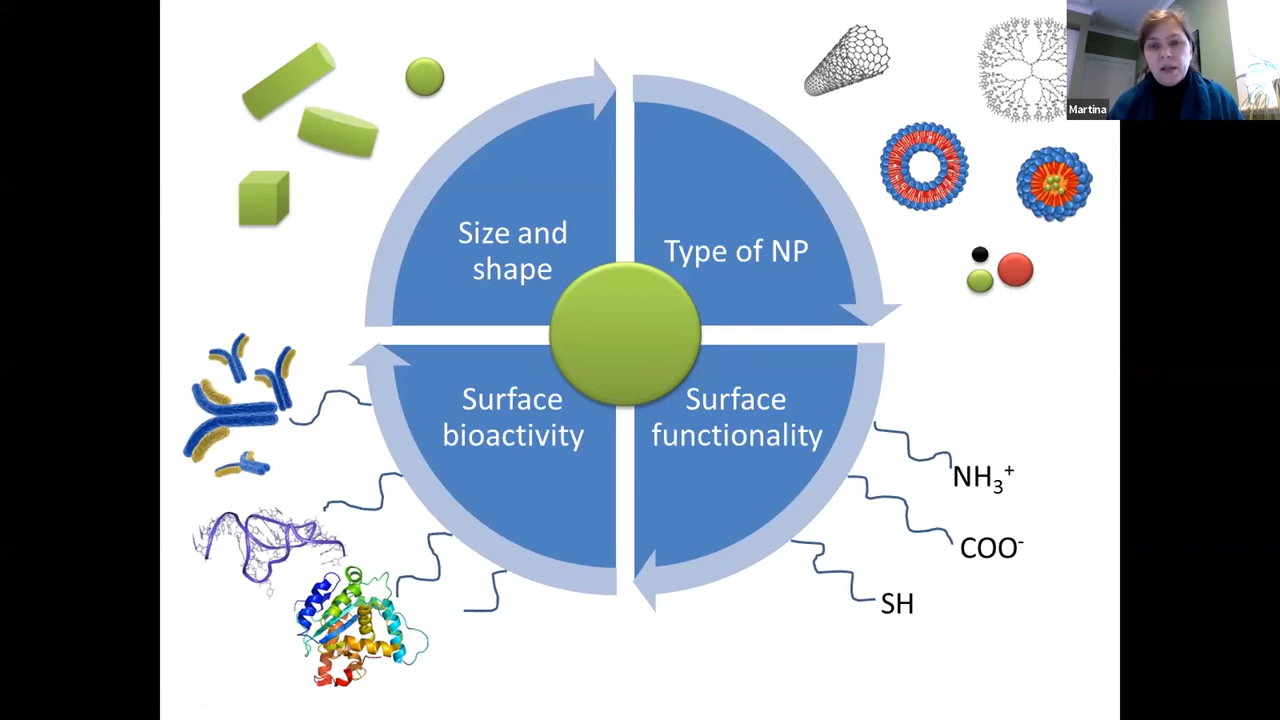 Martina
Size and
shape
Type of NP
Surface
bioactivity
Surface
functionality
NH₃⁺
COO⁻
SH